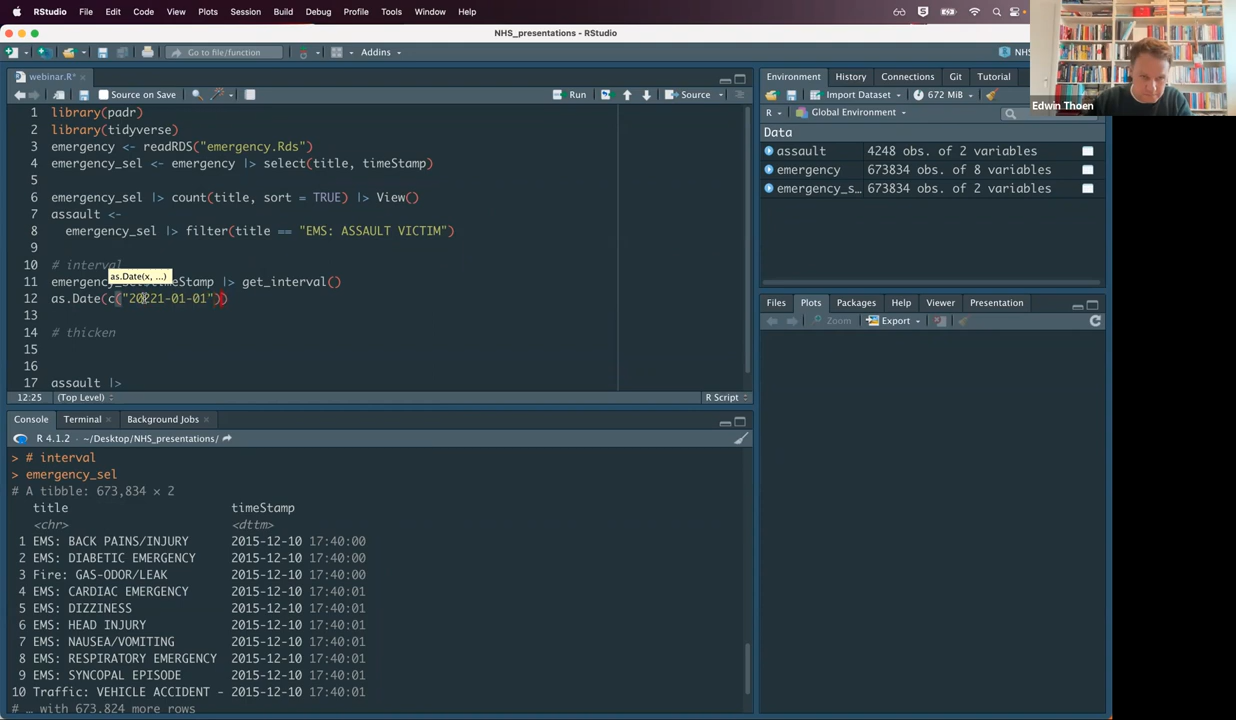 RStudio File Edit Code View Plots Session Build Debug Profile Tools Window Help
NHS_presentations - RStudio
Go to file/function Addins NHS
webinar.R*
Source on Save Run Source
1 library(padr)
2 library(tidyverse)
3 emergency <- readRDS("emergency.Rds")
4 emergency_sel <- emergency |> select(title, timeStamp)
5
6 emergency_sel |> count(title, sort = TRUE) |> View()
7 assault <-
8 emergency_sel |> filter(title == "EMS: ASSAULT VICTIM")
9
10 # interval
as.Date(x, ...)
11 emergency_sel$timeStamp |> get_interval()
12 as.Date(c("20221-01-01"))
13
14 # thicken
15
16
17 assault |>
12:25 (Top Level) R Script
Console Terminal Background Jobs
R 4.1.2 · ~/Desktop/NHS_presentations/
> # interval
> emergency_sel
# A tibble: 673,834 × 2
title timeStamp
<chr> <dttm>
1 EMS: BACK PAINS/INJURY 2015-12-10 17:40:00
2 EMS: DIABETIC EMERGENCY 2015-12-10 17:40:00
3 Fire: GAS-ODOR/LEAK 2015-12-10 17:40:00
4 EMS: CARDIAC EMERGENCY 2015-12-10 17:40:01
5 EMS: DIZZINESS 2015-12-10 17:40:01
6 EMS: HEAD INJURY 2015-12-10 17:40:01
7 EMS: NAUSEA/VOMITING 2015-12-10 17:40:01
8 EMS: RESPIRATORY EMERGENCY 2015-12-10 17:40:01
9 EMS: SYNCOPAL EPISODE 2015-12-10 17:40:01
10 Traffic: VEHICLE ACCIDENT - 2015-12-10 17:40:01
# … with 673,824 more rows
Environment History Connections Git Tutorial
Import Dataset 672 MiB
R Global Environment
Data
assault 4248 obs. of 2 variables
emergency 673834 obs. of 8 variables
emergency_s… 673834 obs. of 2 variables
Files Plots Packages Help Viewer Presentation
Zoom Export
Edwin Thoen